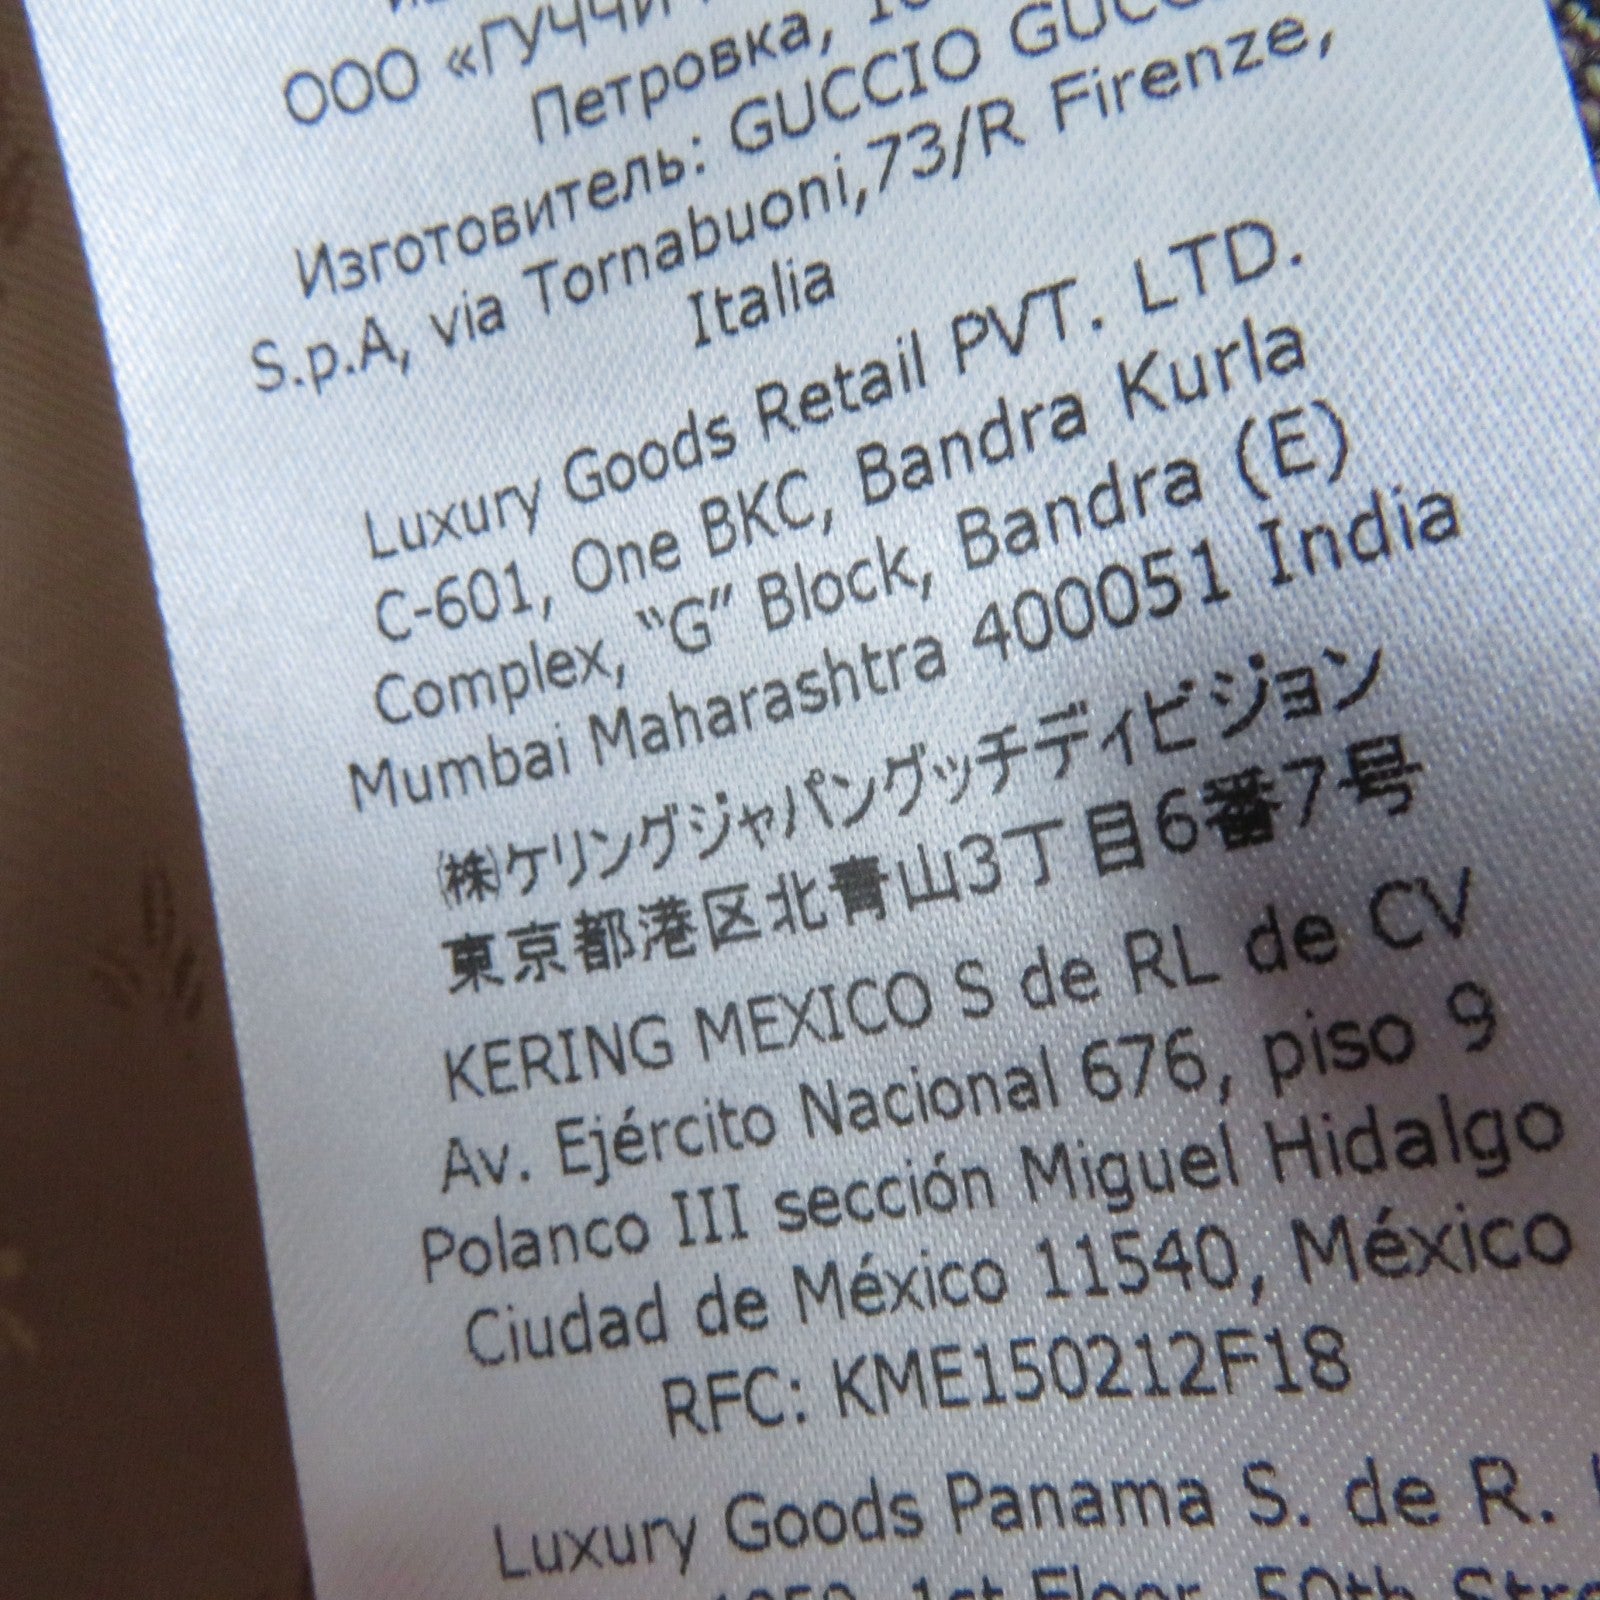 ООО «ГУЧЧИ
Петровка,
Изготовитель: GUCCIO
S.p.A, via Tornabuoni,73/R Firenze,
Italia
Luxury Goods Retail PVT. LTD.
C-601, One BKC, Bandra Kurla
Complex, “G” Block, Bandra (E)
Mumbai Maharashtra 400051 India
㈱ケリングジャパングッチディビジョン
東京都港区北青山3丁目6番7号
KERING MEXICO S de RL de CV
Av. Ejército Nacional 676, piso 9
Polanco III sección Miguel Hidalgo
Ciudad de México 11540, México
RFC: KME150212F18
Luxury Goods Panama S. de R.
1st Floor, 50th